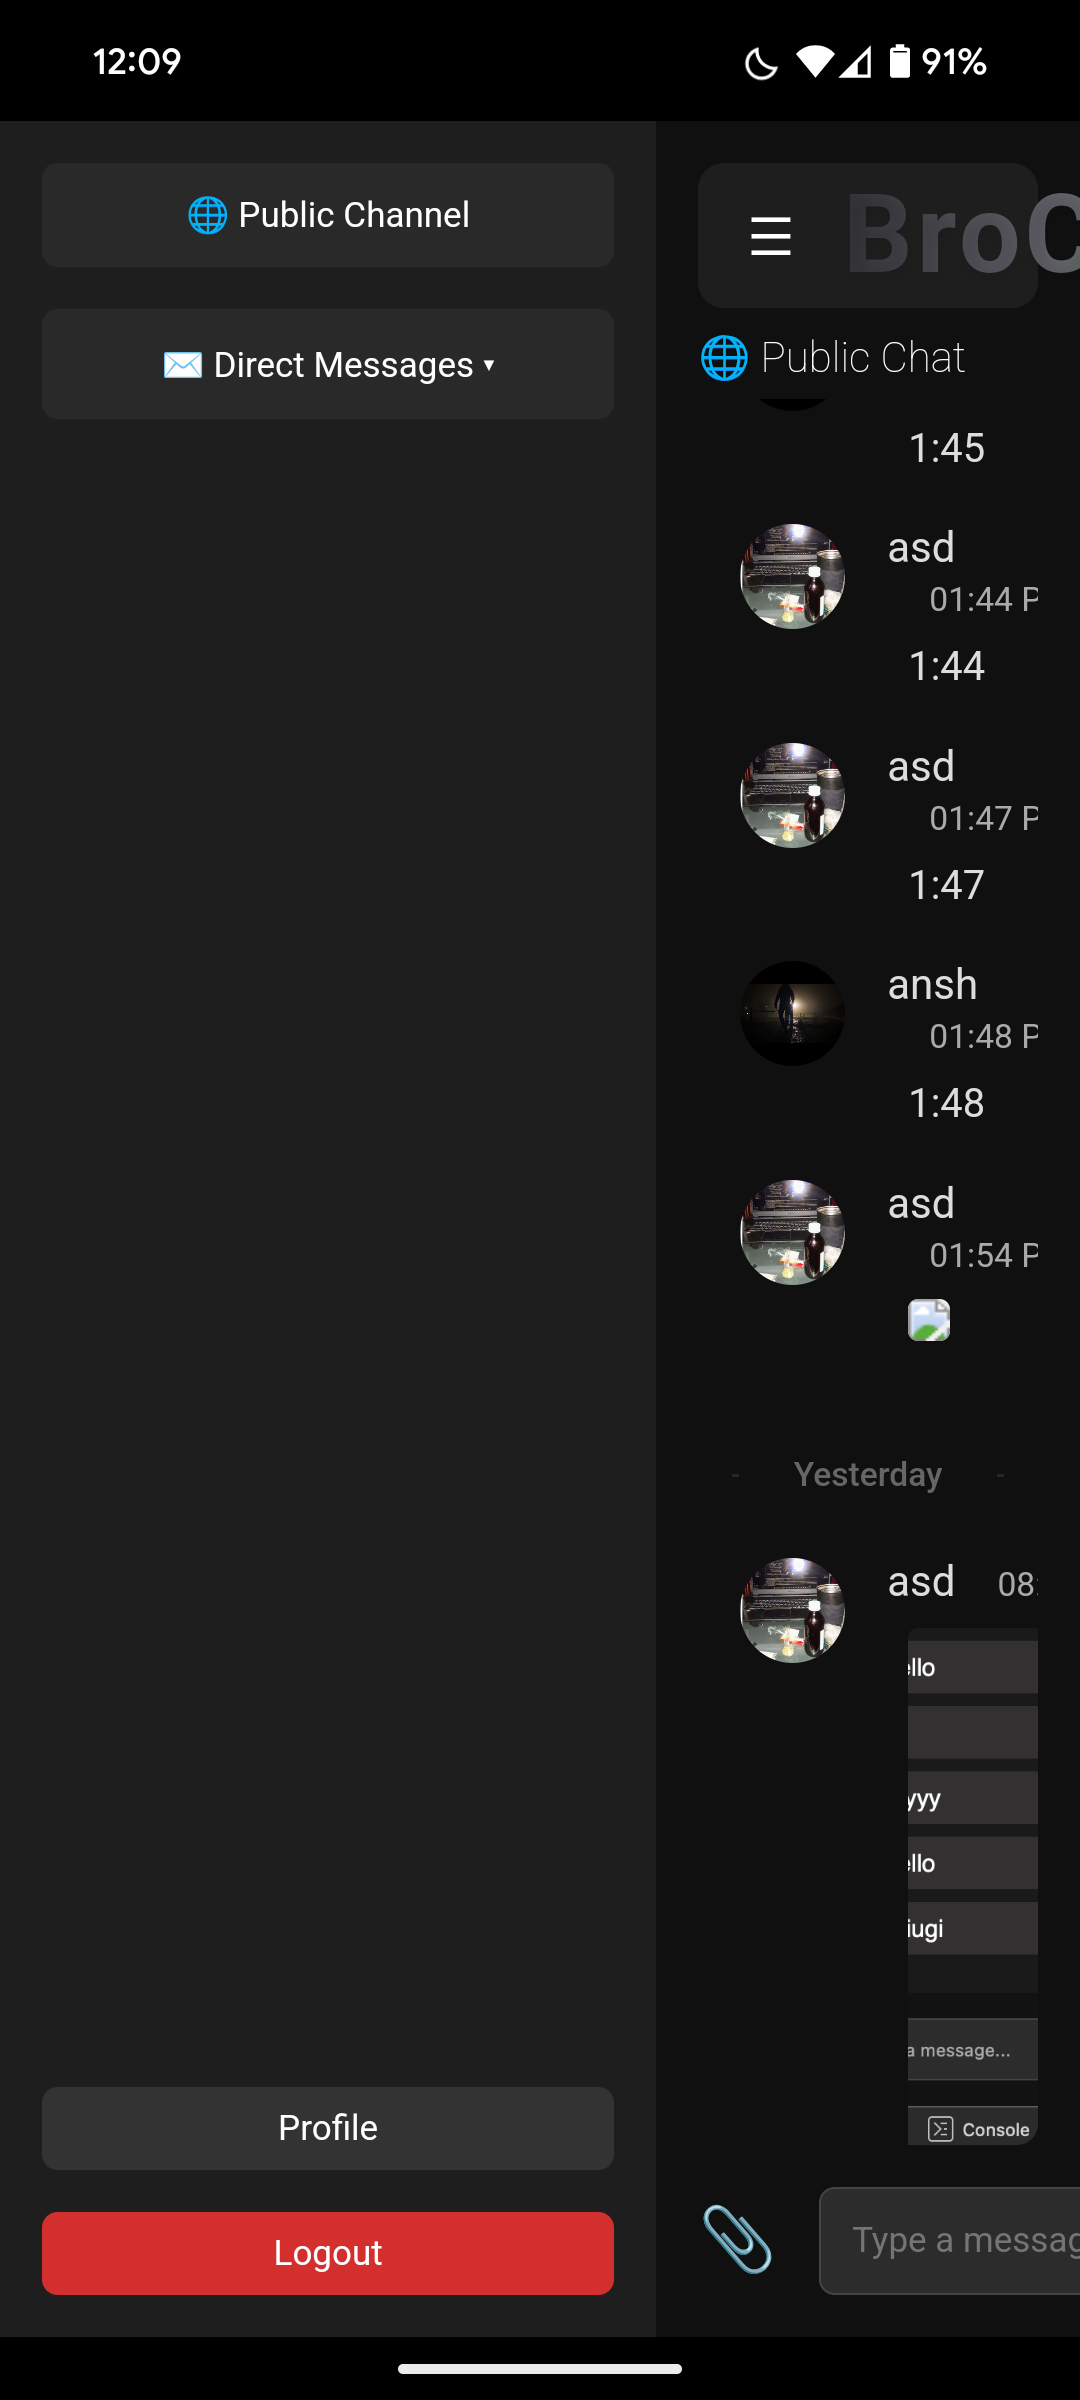 12:09
91%
🌐 Public Channel
✉️ Direct Messages ▾
Profile
Logout
☰ BroC
🌐 Public Chat
1:45
asd
01:44 P
1:44
asd
01:47 P
1:47
ansh
01:48 P
1:48
asd
01:54 P
- Yesterday -
asd 08:
ello
yyy
ello
iugi
a message...
Console
Type a messag